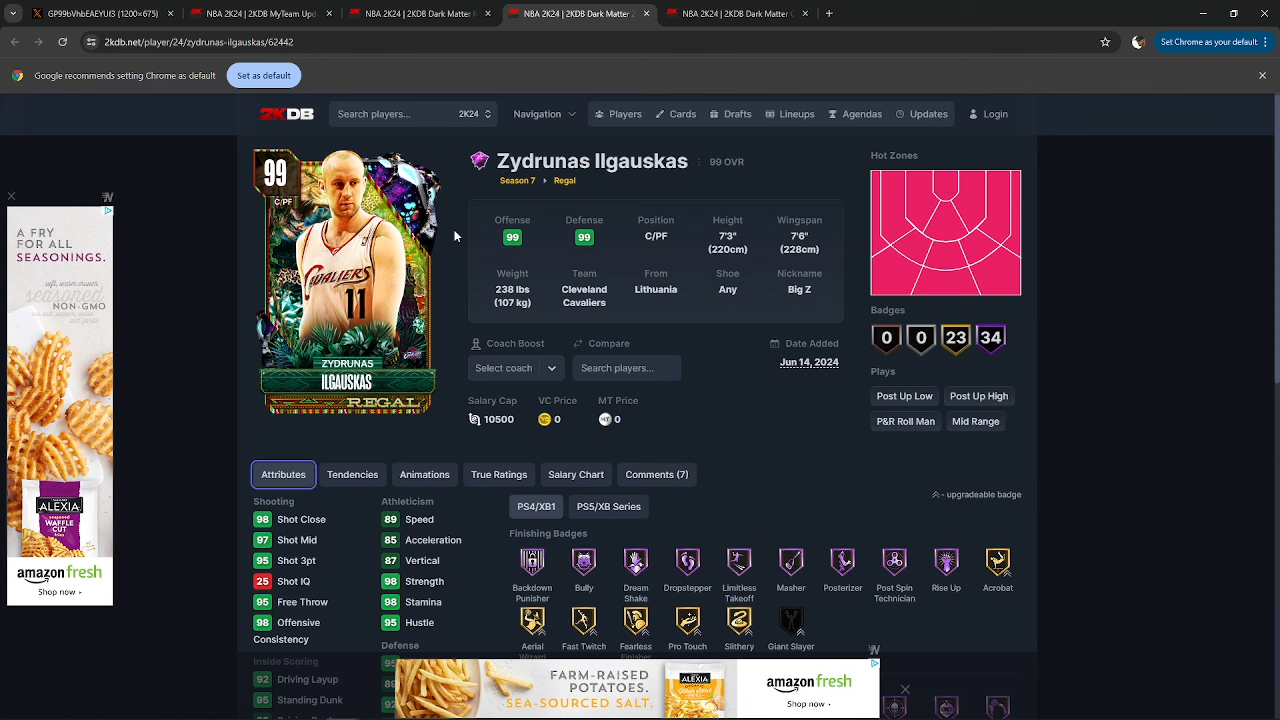 GP99bVhbEAEyUf3 (1200×675)
NBA 2K24 | 2KDB MyTeam Upd
NBA 2K24 | 2KDB Dark Matter
NBA 2K24 | 2KDB Dark Matter 2
NBA 2K24 | 2KDB Dark Matter C
2kdb.net/player/24/zydrunas-ilgauskas/62442
Set Chrome as your default
Google recommends setting Chrome as default
Set as default
2KDB
Search players...
2K24
Navigation
Players
Cards
Drafts
Lineups
Agendas
Updates
Login
99
C/PF
11
ZYDRUNAS
ILGAUSKAS
REGAL
Zydrunas Ilgauskas
99 OVR
Season 7
Regal
Offense
Defense
Position
Height
Wingspan
99
99
C/PF
7'3"
(220cm)
7'6"
(228cm)
Weight
Team
From
Shoe
Nickname
238 lbs
(107 kg)
Cleveland
Cavaliers
Lithuania
Any
Big Z
Coach Boost
Compare
Date Added
Select coach
Search players...
Jun 14, 2024
Salary Cap
VC Price
MT Price
10500
0
0
Hot Zones
Badges
0
0
23
34
Plays
Post Up Low
Post Up High
P&R Roll Man
Mid Range
Attributes
Tendencies
Animations
True Ratings
Salary Chart
Comments (7)
- upgradeable badge
Shooting
98 Shot Close
97 Shot Mid
95 Shot 3pt
25 Shot IQ
95 Free Throw
98 Offensive
Consistency
Inside Scoring
92 Driving Layup
95 Standing Dunk
Athleticism
89 Speed
85 Acceleration
87 Vertical
98 Strength
98 Stamina
95 Hustle
Defense
PS4/XB1
PS5/XB Series
Finishing Badges
Backdown
Punisher
Bully
Dream
Shake
Dropstepper
Limitless
Takeoff
Masher
Posterizer
Post Spin
Technician
Rise Up
Acrobat
Aerial
Wizard
Fast Twitch
Fearless
Finisher
Pro Touch
Slithery
Giant Slayer
A FRY
FOR ALL
SEASONINGS.
seasoned
NON-GMO
ALEXIA
WAFFLE
CUT
amazon fresh
Shop now
FARM-RAISED
POTATOES.
SEA-SOURCED SALT.
ALEXIA
amazon fresh
Shop now